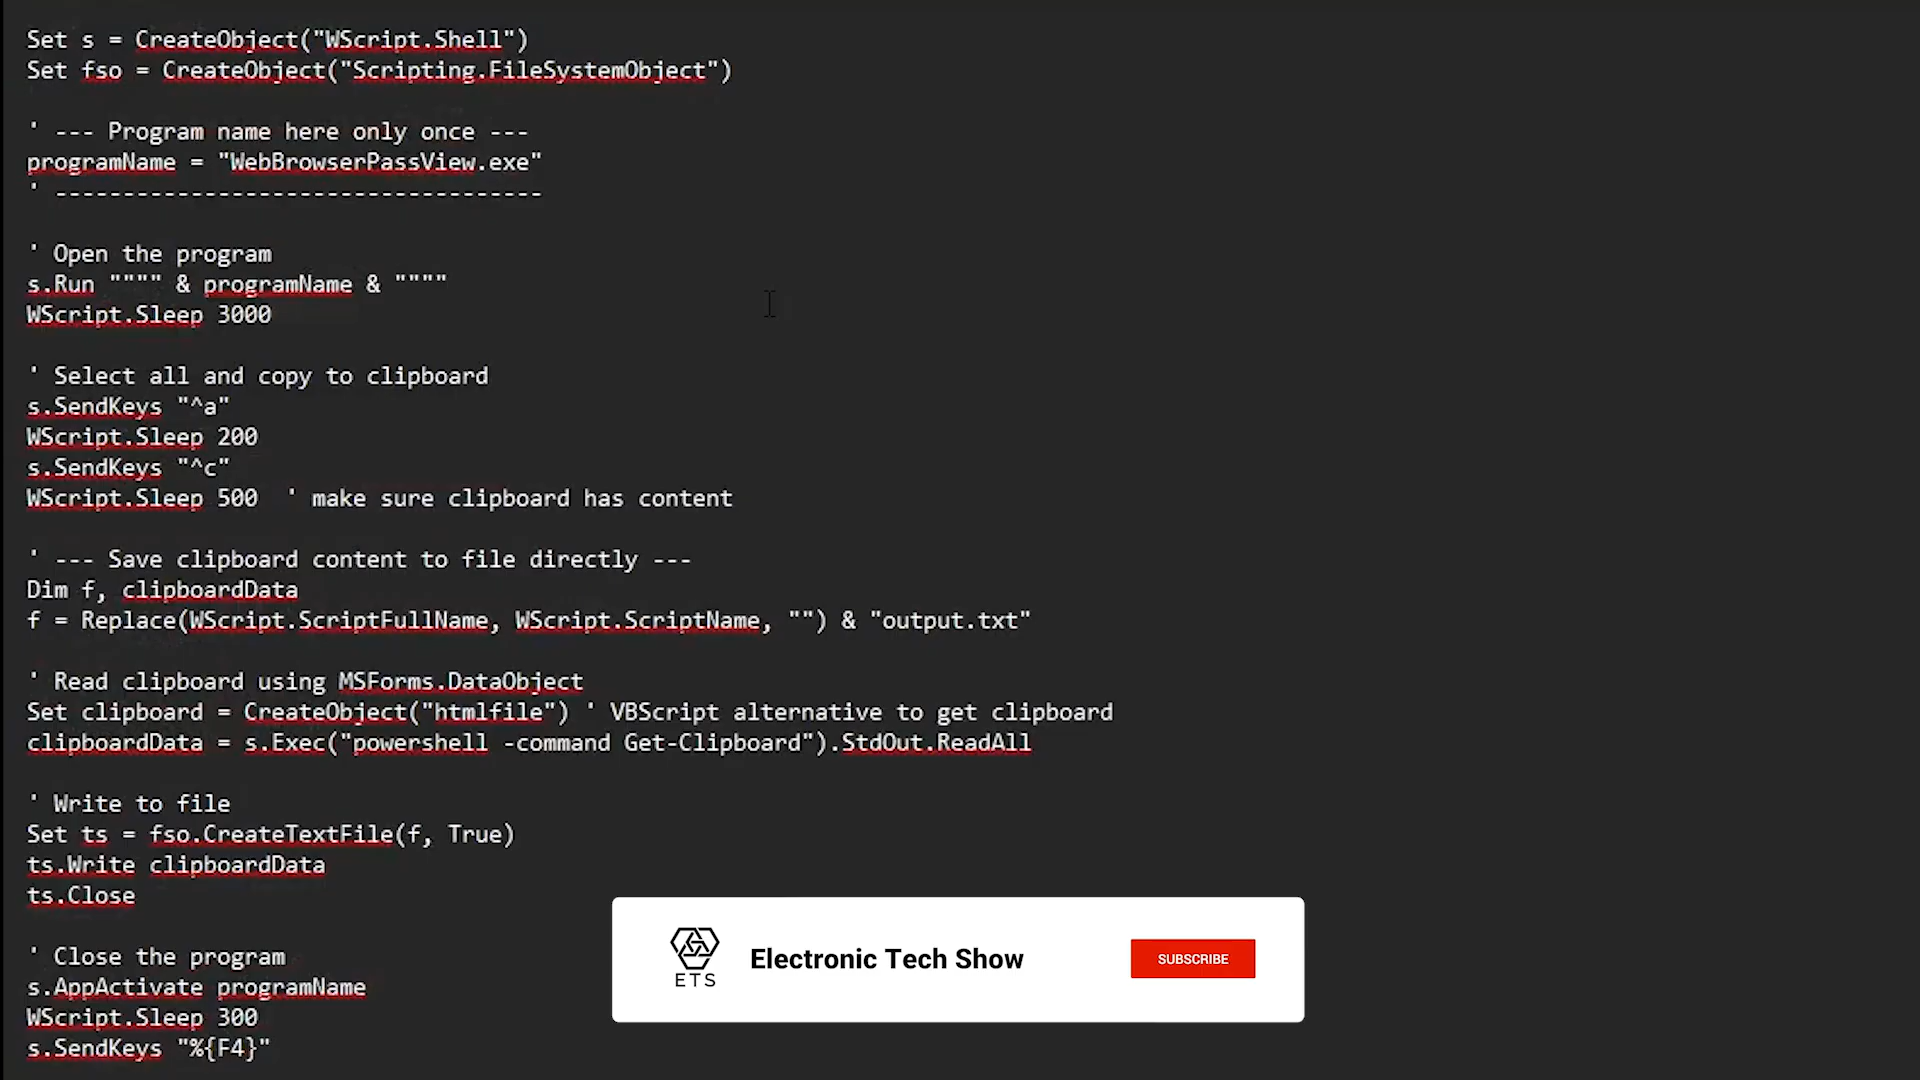 Set s = CreateObject("WScript.Shell")
Set fso = CreateObject("Scripting.FileSystemObject")
' --- Program name here only once ---
programName = "WebBrowserPassView.exe"
' ------------------------------------
' Open the program
s.Run """" & programName & """"
WScript.Sleep 3000
' Select all and copy to clipboard
s.SendKeys "^a"
WScript.Sleep 200
s.SendKeys "^c"
WScript.Sleep 500  ' make sure clipboard has content
' --- Save clipboard content to file directly ---
Dim f, clipboardData
f = Replace(WScript.ScriptFullName, WScript.ScriptName, "") & "output.txt"
' Read clipboard using MSForms.DataObject
Set clipboard = CreateObject("htmlfile") ' VBScript alternative to get clipboard
clipboardData = s.Exec("powershell -command Get-Clipboard").StdOut.ReadAll
' Write to file
Set ts = fso.CreateTextFile(f, True)
ts.Write clipboardData
ts.Close
' Close the program
s.AppActivate programName
WScript.Sleep 300
s.SendKeys "%{F4}"
ETS
Electronic Tech Show
SUBSCRIBE